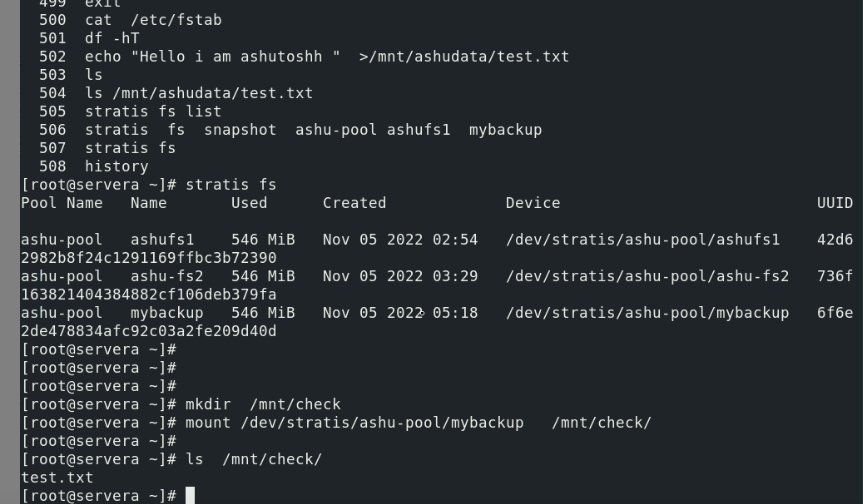 499  exit
500  cat  /etc/fstab
501  df -hT
502  echo "Hello i am ashutoshh "  >/mnt/ashudata/test.txt
503  ls
504  ls /mnt/ashudata/test.txt
505  stratis fs list
506  stratis  fs  snapshot  ashu-pool ashufs1  mybackup
507  stratis fs
508  history
[root@servera ~]# stratis fs
Pool Name   Name       Used      Created             Device                            UUID
ashu-pool   ashufs1    546 MiB   Nov 05 2022 02:54   /dev/stratis/ashu-pool/ashufs1    42d6
2982b8f24c1291169ffbc3b72390
ashu-pool   ashu-fs2   546 MiB   Nov 05 2022 03:29   /dev/stratis/ashu-pool/ashu-fs2   736f
163821404384882cf106deb379fa
ashu-pool   mybackup   546 MiB   Nov 05 2022 05:18   /dev/stratis/ashu-pool/mybackup   6f6e
2de478834afc92c03a2fe209d40d
[root@servera ~]#
[root@servera ~]#
[root@servera ~]#
[root@servera ~]# mkdir  /mnt/check
[root@servera ~]# mount /dev/stratis/ashu-pool/mybackup   /mnt/check/
[root@servera ~]#
[root@servera ~]# ls  /mnt/check/
test.txt
[root@servera ~]#